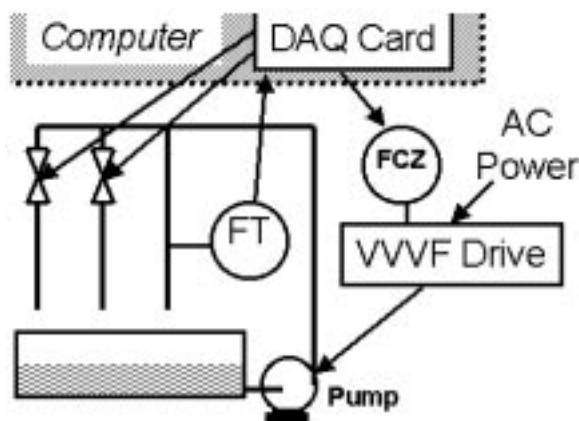 Computer
DAQ Card
FCZ
AC
Power
FT
VVVF Drive
Pump